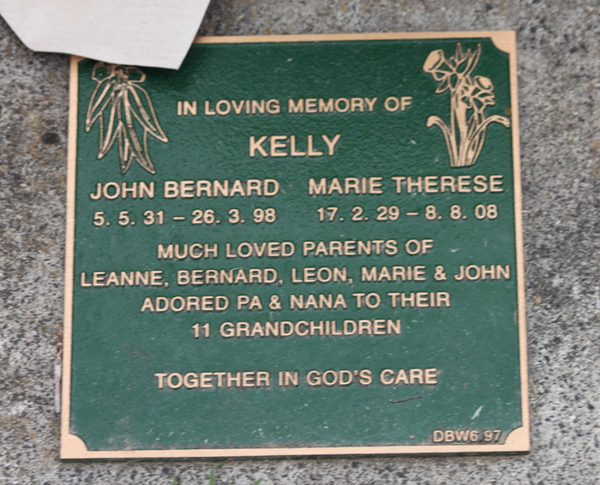 IN LOVING MEMORY OF
KELLY
JOHN BERNARD MARIE THERESE
5. 5. 31 – 26. 3. 98 17. 2. 29 – 8. 8. 08
MUCH LOVED PARENTS OF
LEANNE, BERNARD, LEON, MARIE & JOHN
ADORED PA & NANA TO THEIR
11 GRANDCHILDREN
TOGETHER IN GOD'S CARE
DBW6 97